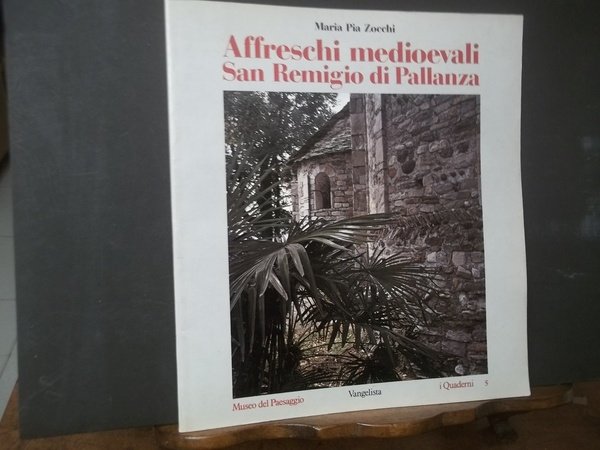 Maria Pia Zocchi
Affreschi medioevali
San Remigio di Pallanza
Museo del Paesaggio Vangelista i Quaderni 5